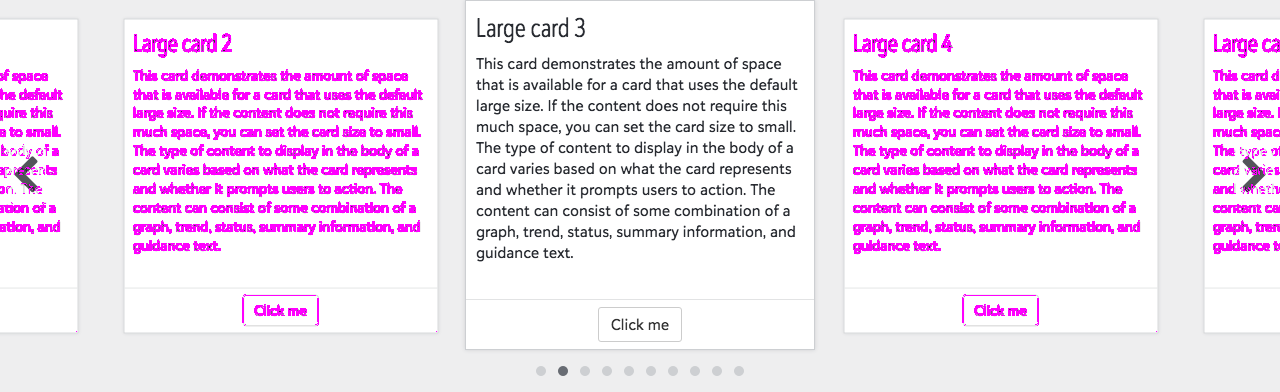 of space
he default
quire this
e to small.
body of a
ation of a
ation, and
Large card 2
This card demonstrates the amount of space
that is available for a card that uses the default
large size. If the content does not require this
much space, you can set the card size to small.
The type of content to display in the body of a
card varies based on what the card represents
and whether it prompts users to action. The
content can consist of some combination of a
graph, trend, status, summary information, and
guidance text.
Click me
Large card 3
This card demonstrates the amount of space
that is available for a card that uses the default
large size. If the content does not require this
much space, you can set the card size to small.
The type of content to display in the body of a
card varies based on what the card represents
and whether it prompts users to action. The
content can consist of some combination of a
graph, trend, status, summary information, and
guidance text.
Click me
Large card 4
This card demonstrates the amount of space
that is available for a card that uses the default
large size. If the content does not require this
much space, you can set the card size to small.
The type of content to display in the body of a
card varies based on what the card represents
and whether it prompts users to action. The
content can consist of some combination of a
graph, trend, status, summary information, and
guidance text.
Click me
Large ca
This card d
that is avai
large size. I
much spac
The type
card
and
content ca
graph, tren
guidance t